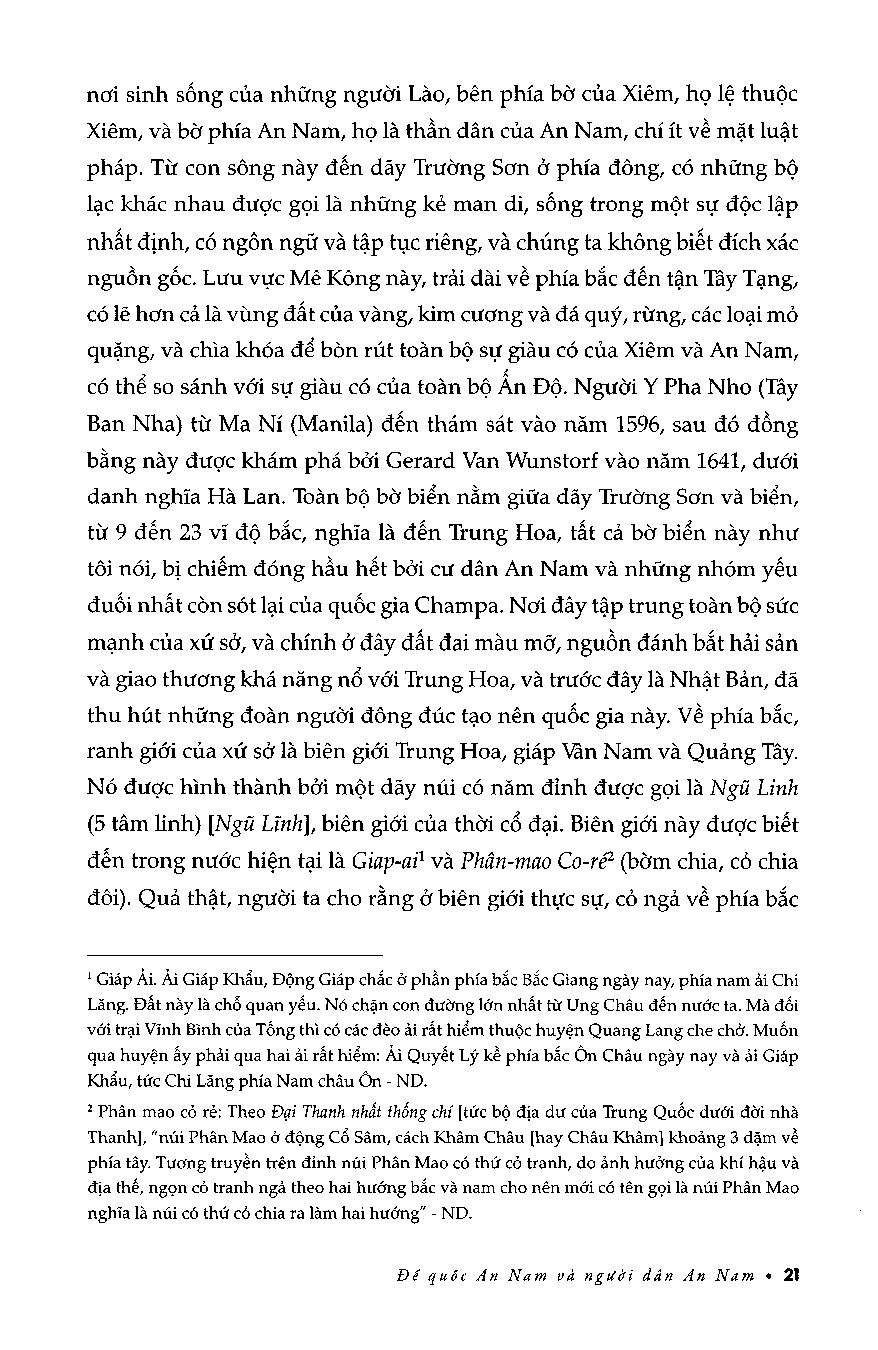 nơi sinh sống của những người Lào, bên phía bờ của Xiêm, họ lệ thuộc
Xiêm, và bờ phía An Nam, họ là thần dân của An Nam, chí ít về mặt luật
pháp. Từ con sông này đến dãy Trường Sơn ở phía đông, có những bộ
lạc khác nhau được gọi là những kẻ man di, sống trong một sự độc lập
nhất định, có ngôn ngữ và tập tục riêng, và chúng ta không biết đích xác
nguồn gốc. Lưu vực Mê Kông này, trải dài về phía bắc đến tận Tây Tạng,
có lẽ hơn cả là vùng đất của vàng, kim cương và đá quý, rừng, các loại mỏ
quặng, và chìa khóa để bòn rút toàn bộ sự giàu có của Xiêm và An Nam,
có thể so sánh với sự giàu có của toàn bộ Ấn Độ. Người Y Pha Nho (Tây
Ban Nha) từ Ma Ní (Manila) đến thám sát vào năm 1596, sau đó đồng
bằng này được khám phá bởi Gerard Van Wunstorf vào năm 1641, dưới
danh nghĩa Hà Lan. Toàn bộ bờ biển nằm giữa dãy Trường Sơn và biển,
từ 9 đến 23 vĩ độ bắc, nghĩa là đến Trung Hoa, tất cả bờ biển này như
tôi nói, bị chiếm đóng hầu hết bởi cư dân An Nam và những nhóm yếu
đuối nhất còn sót lại của quốc gia Champa. Nơi đây tập trung toàn bộ sức
mạnh của xứ sở, và chính ở đây đất đai màu mỡ, nguồn đánh bắt hải sản
và giao thương khá năng nổ với Trung Hoa, và trước đây là Nhật Bản, đã
thu hút những đoàn người đông đúc tạo nên quốc gia này. Về phía bắc,
ranh giới của xứ sở là biên giới Trung Hoa, giáp Vân Nam và Quảng Tây.
Nó được hình thành bởi một dãy núi có năm đỉnh được gọi là Ngũ Linh
(5 tâm linh) [Ngũ Lĩnh], biên giới của thời cổ đại. Biên giới này được biết
đến trong nước hiện tại là Giap-ai¹ và Phân-mao Co-ré² (bờm chia, cỏ chia
đôi). Quả thật, người ta cho rằng ở biên giới thực sự, cỏ ngả về phía bắc
¹ Giáp Ải. Ải Giáp Khẩu, Động Giáp chắc ở phần phía bắc Bắc Giang ngày nay, phía nam ải Chi
Lăng. Đất này là chỗ quan yếu. Nó chặn con đường lớn nhất từ Ung Châu đến nước ta. Mà đối
với trại Vĩnh Bình của Tống thì có các đèo ải rất hiểm thuộc huyện Quang Lang che chở. Muốn
qua huyện ấy phải qua hai ải rất hiểm: Ải Quyết Lý kề phía bắc Ôn Châu ngày nay và ải Giáp
Khẩu, tức Chi Lăng phía Nam châu Ôn - ND.
² Phân mao cỏ rẻ: Theo Đại Thanh nhất thống chí [tức bộ địa dư của Trung Quốc dưới đời nhà
Thanh], "núi Phân Mao ở động Cổ Sâm, cách Khâm Châu [hay Châu Khâm] khoảng 3 dặm về
phía tây. Tương truyền trên đỉnh núi Phân Mao có thứ cỏ tranh, do ảnh hưởng của khí hậu và
địa thế, ngọn cỏ tranh ngả theo hai hướng bắc và nam cho nên mới có tên gọi là núi Phân Mao
nghĩa là núi có thứ cỏ chia ra làm hai hướng" - ND.
Đế quốc An Nam và người dân An Nam • 21